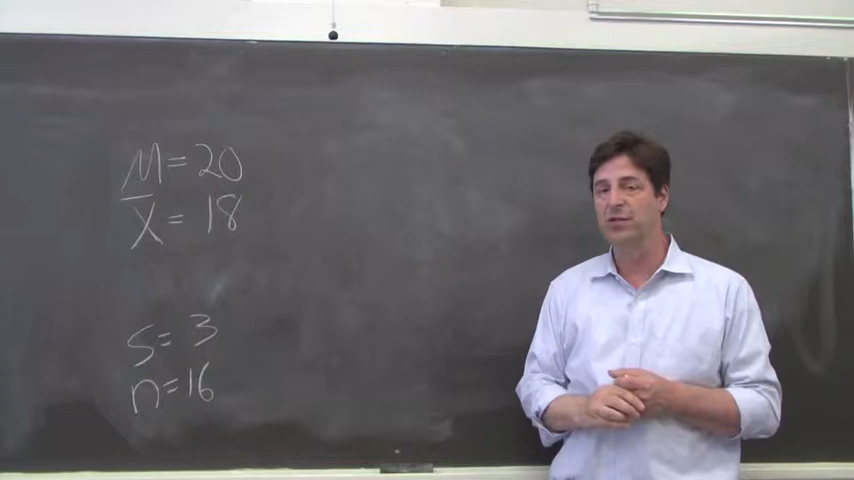 μ = 20
x̄ = 18
s = 3
n = 16